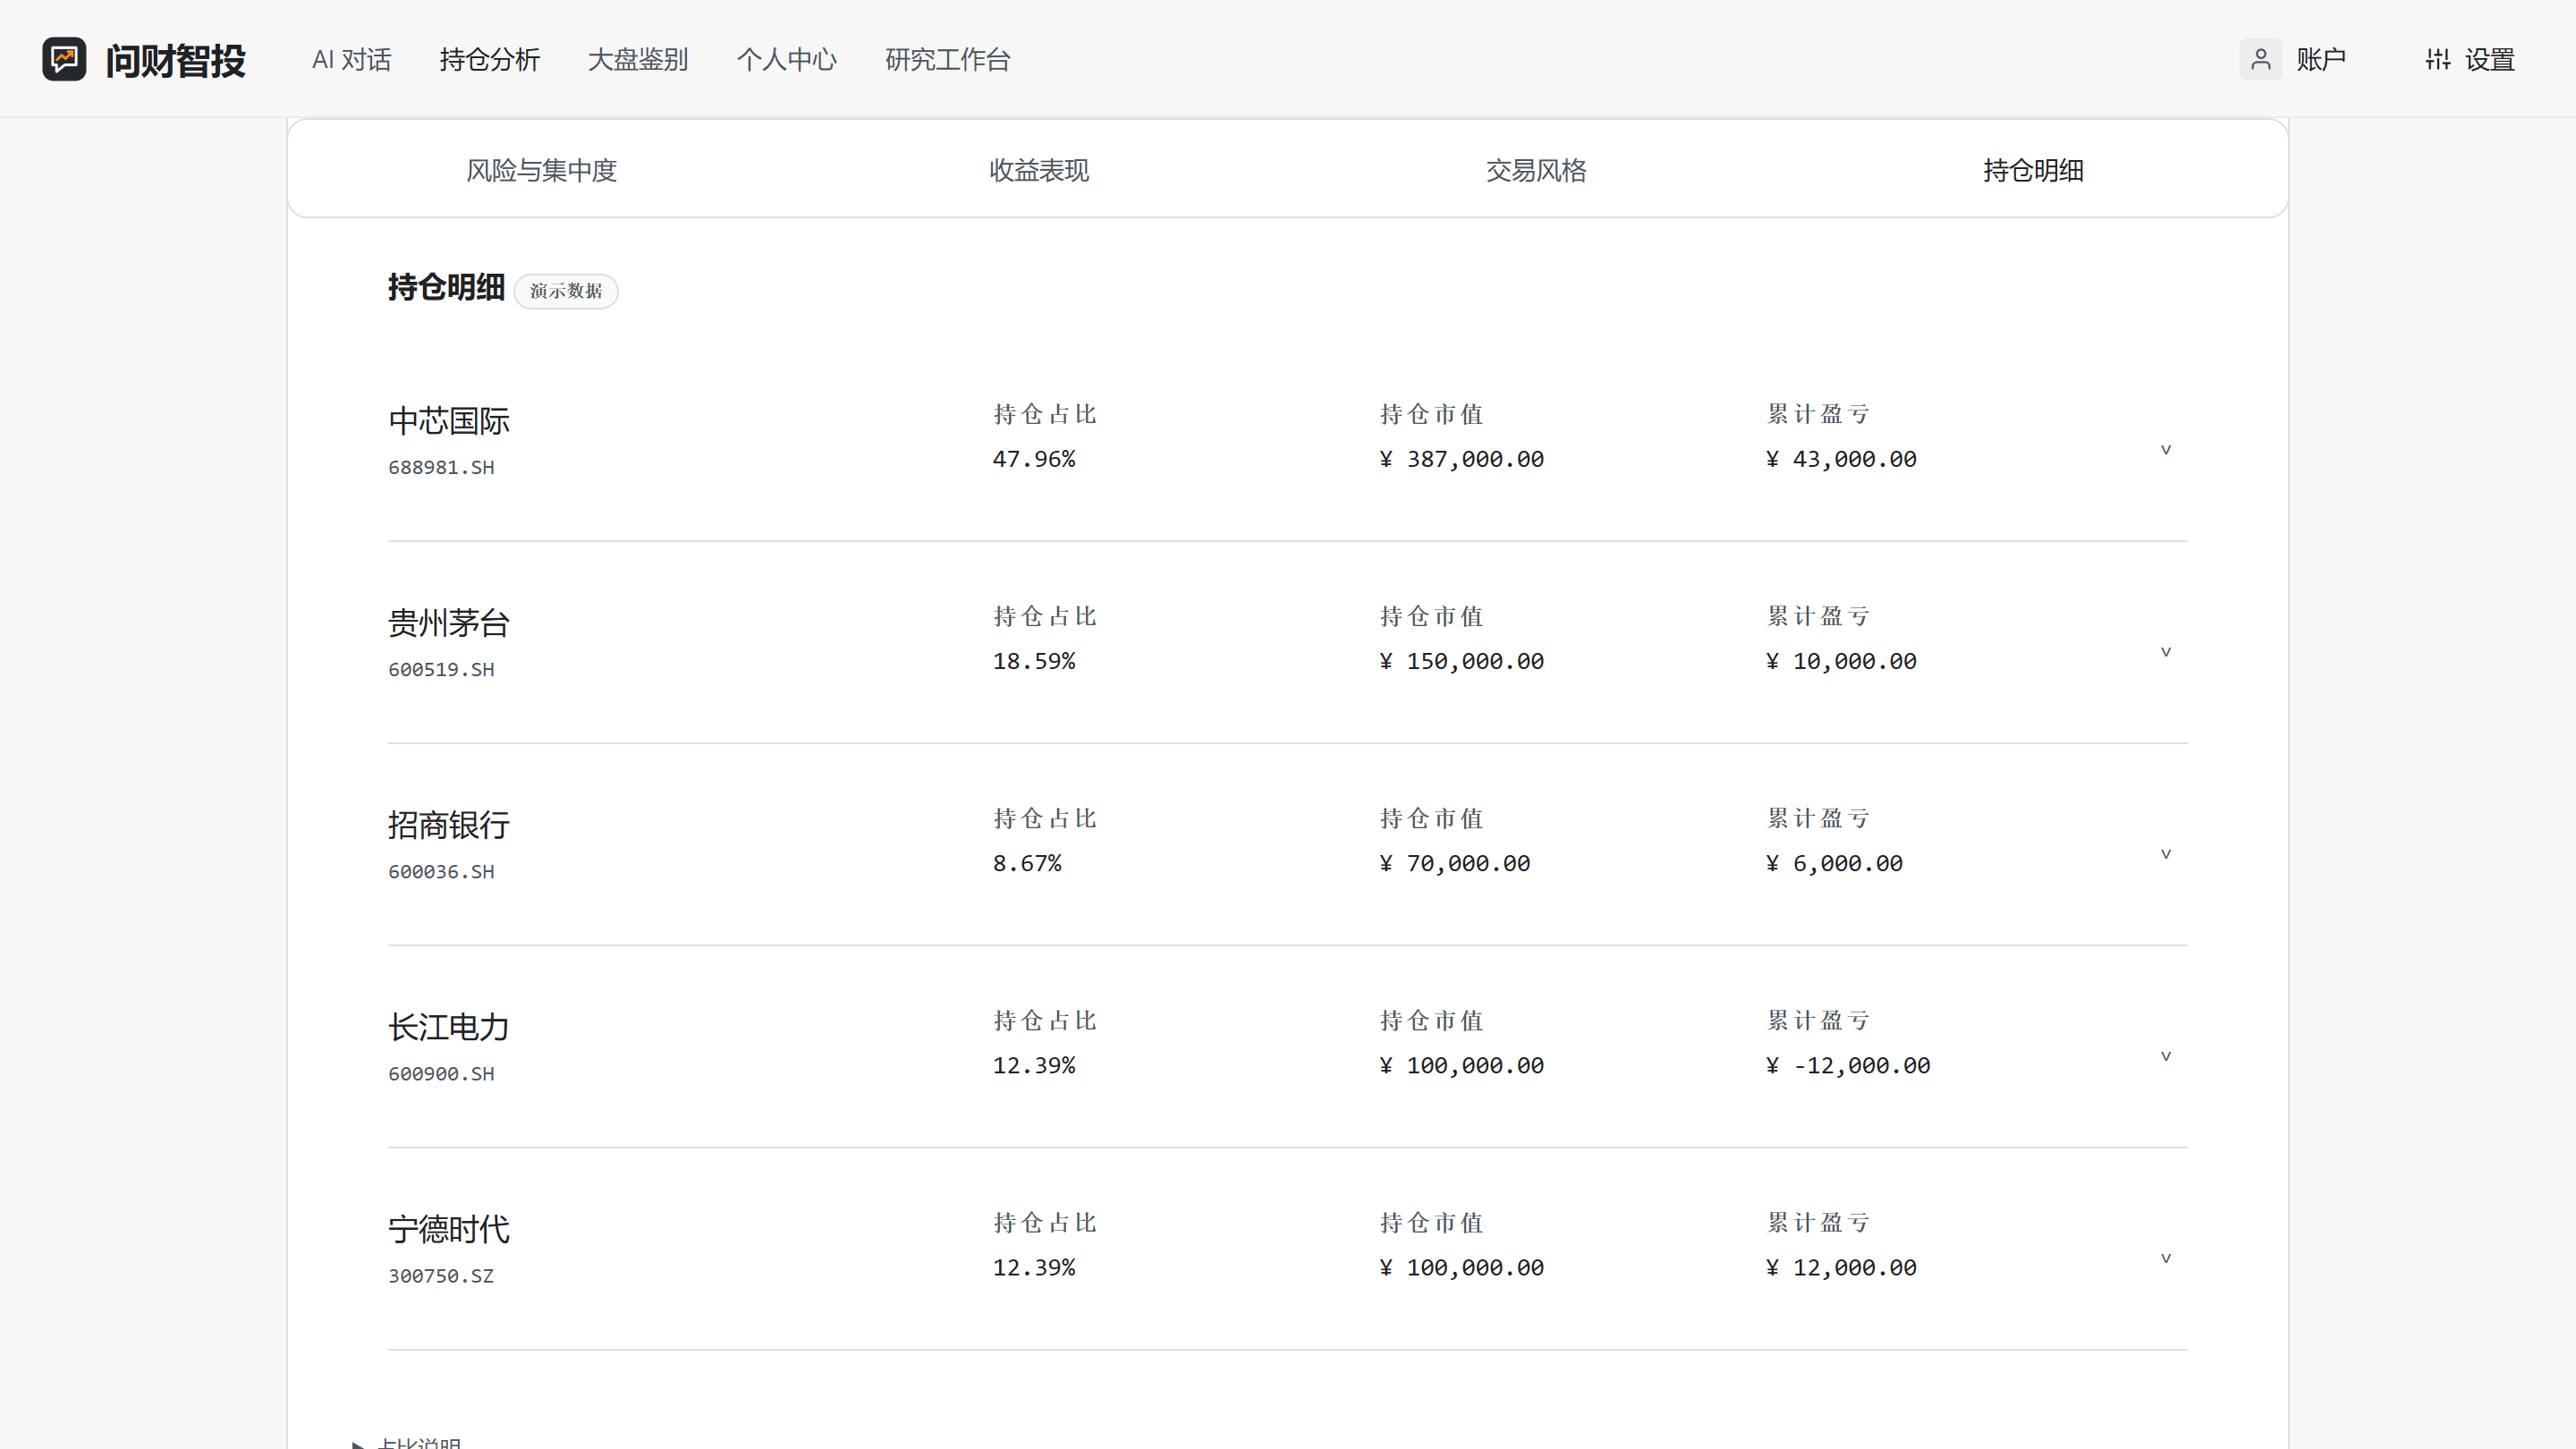 问财智投
AI 对话
持仓分析
大盘鉴别
个人中心
研究工作台
账户
设置
风险与集中度
收益表现
交易风格
持仓明细
持仓明细 演示数据
中芯国际
688981.SH
持仓占比
47.96%
持仓市值
¥ 387,000.00
累计盈亏
¥ 43,000.00
贵州茅台
600519.SH
持仓占比
18.59%
持仓市值
¥ 150,000.00
累计盈亏
¥ 10,000.00
招商银行
600036.SH
持仓占比
8.67%
持仓市值
¥ 70,000.00
累计盈亏
¥ 6,000.00
长江电力
600900.SH
持仓占比
12.39%
持仓市值
¥ 100,000.00
累计盈亏
¥ -12,000.00
宁德时代
300750.SZ
持仓占比
12.39%
持仓市值
¥ 100,000.00
累计盈亏
¥ 12,000.00
占比说明